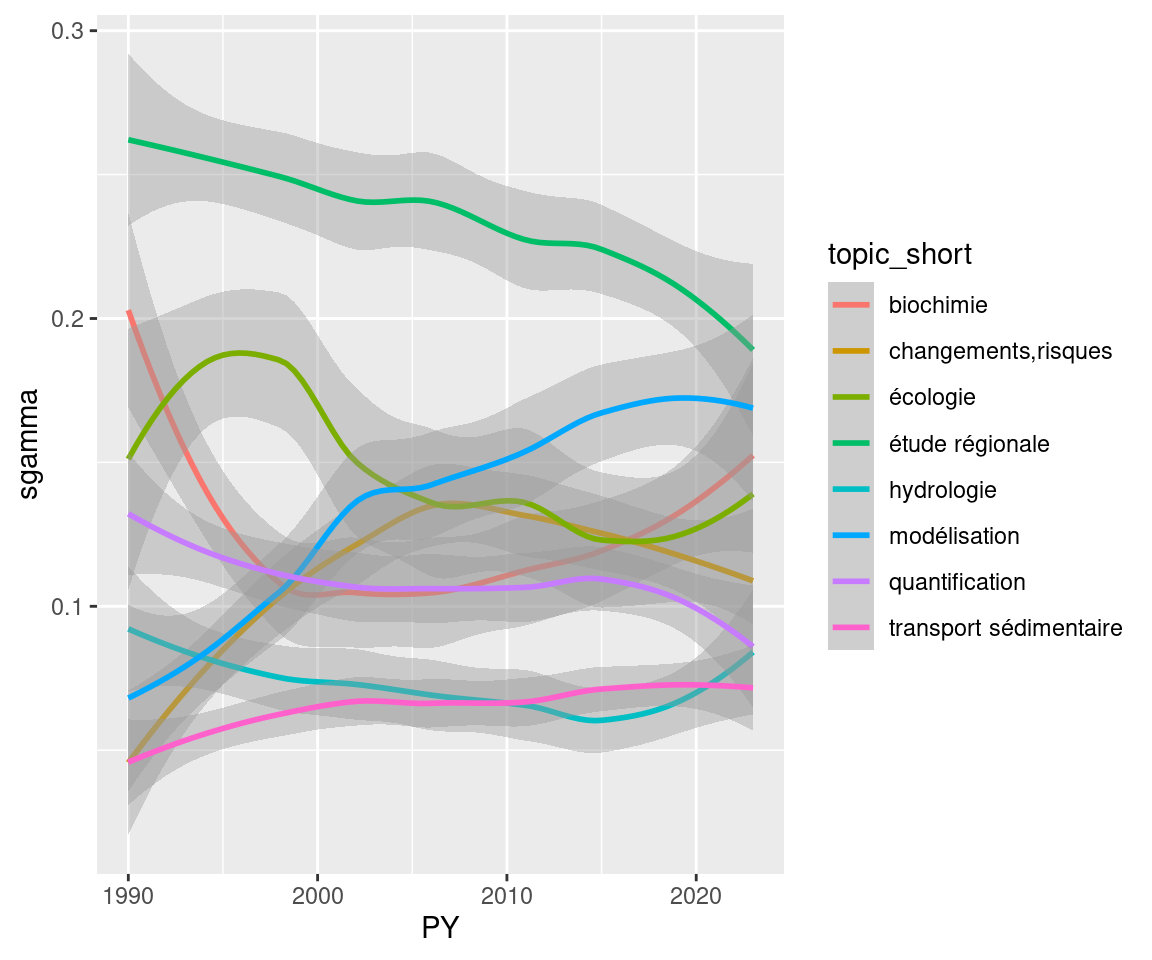 0.3
0.2
0.1
sgamma
1990
2000
2010
2020
PY
topic_short
biochimie
changements,risques
écologie
étude régionale
hydrologie
modélisation
quantification
transport sédimentaire